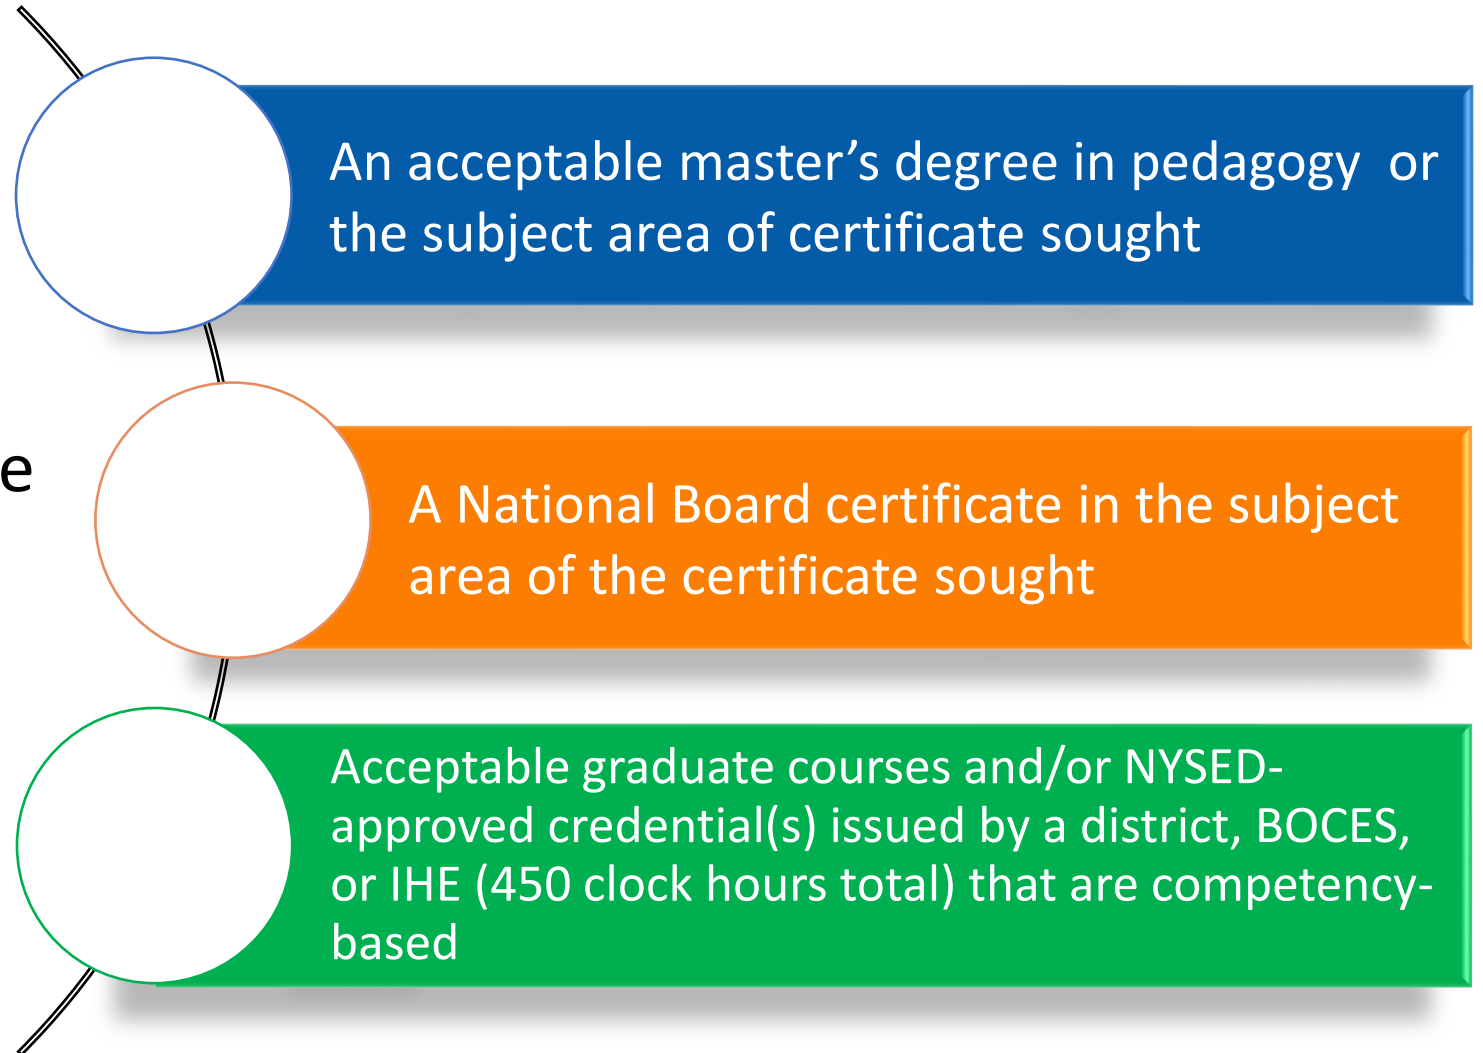 An acceptable master’s degree in pedagogy  or
the subject area of certificate sought
e
A National Board certificate in the subject
area of the certificate sought
Acceptable graduate courses and/or NYSED-
approved credential(s) issued by a district, BOCES,
or IHE (450 clock hours total) that are competency-
based